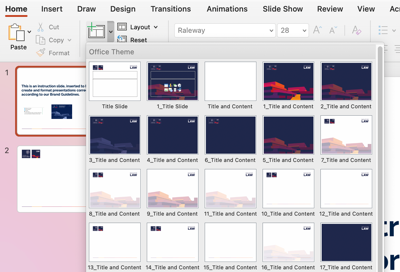 Home Insert Draw Design Transitions Animations Slide Show Review View
Paste
Cut
Copy
Format
Layout
Reset
Raleway
28
Office Theme
1
This is an instruction slide. Inserted to
create and format presentations
according to our Brand Guidelines.
2
Title Slide 1_Title Slide Title and Content 1_Title and Content 2_Title and Content
3_Title and Content 4_Title and Content 6_Title and Content 5_Title and Content 7_Title and Content
8_Title and Content 9_Title and Content 11_Title and Content 10_Title and Content 12_Title and Content
13_Title and Content 14_Title and Content 15_Title and Content 16_Title and Content 17_Title and Content